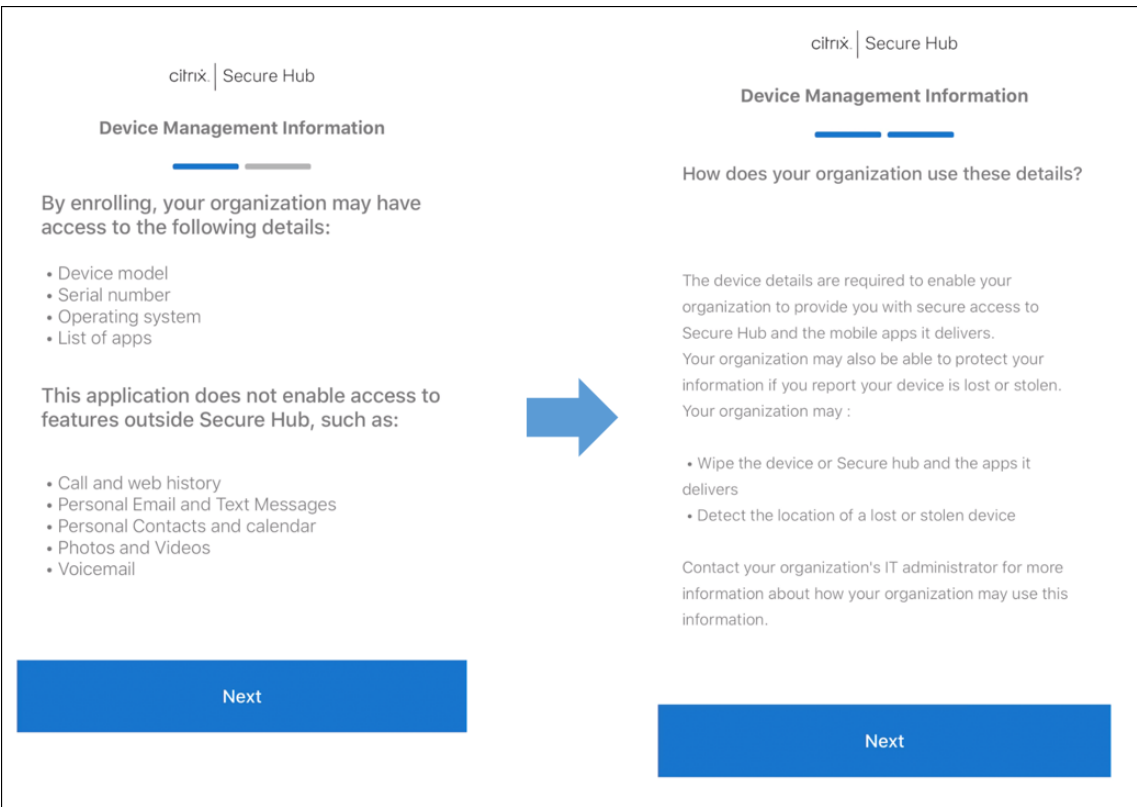 citrix. | Secure Hub
Device Management Information
By enrolling, your organization may have
access to the following details:
• Device model
• Serial number
• Operating system
• List of apps
This application does not enable access to
features outside Secure Hub, such as:
• Call and web history
• Personal Email and Text Messages
• Personal Contacts and calendar
• Photos and Videos
• Voicemail
Next
citrix. | Secure Hub
Device Management Information
How does your organization use these details?
The device details are required to enable your
organization to provide you with secure access to
Secure Hub and the mobile apps it delivers.
Your organization may also be able to protect your
information if you report your device is lost or stolen.
Your organization may :
• Wipe the device or Secure hub and the apps it
delivers
• Detect the location of a lost or stolen device
Contact your organization's IT administrator for more
information about how your organization may use this
information.
Next